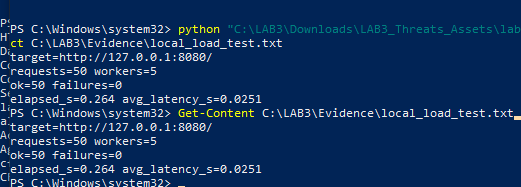 PS C:\Windows\system32> python "C:\LAB3\Downloads\LAB3_Threats_Assets\lab
ct C:\LAB3\Evidence\local_load_test.txt
target=http://127.0.0.1:8080/
requests=50 workers=5
ok=50 failures=0
elapsed_s=0.264 avg_latency_s=0.0251
PS C:\Windows\system32> Get-Content C:\LAB3\Evidence\local_load_test.txt
target=http://127.0.0.1:8080/
requests=50 workers=5
ok=50 failures=0
elapsed_s=0.264 avg_latency_s=0.0251
PS C:\Windows\system32>